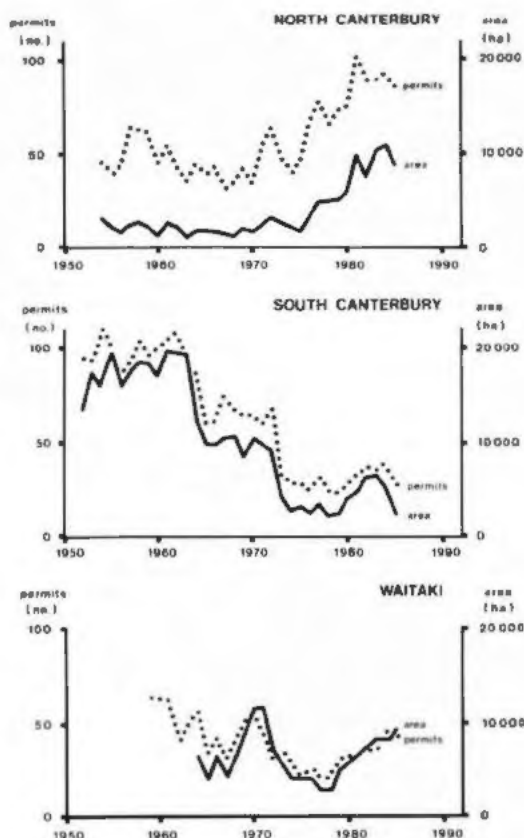 NORTH CANTERBURY
permits
(no.)
area
(ha)
100
20 000
permits
50
area
10 000
0
0
1950 1960 1970 1980 1990
SOUTH CANTERBURY
permits
(no.)
area
(ha)
100
20 000
50
10 000
permits
area
0
0
1950 1960 1970 1980 1990
WAITAKI
permits
(no.)
area
(ha)
100
20 000
50
area
10 000
permits
0
0
1950 1960 1970 1980 1990